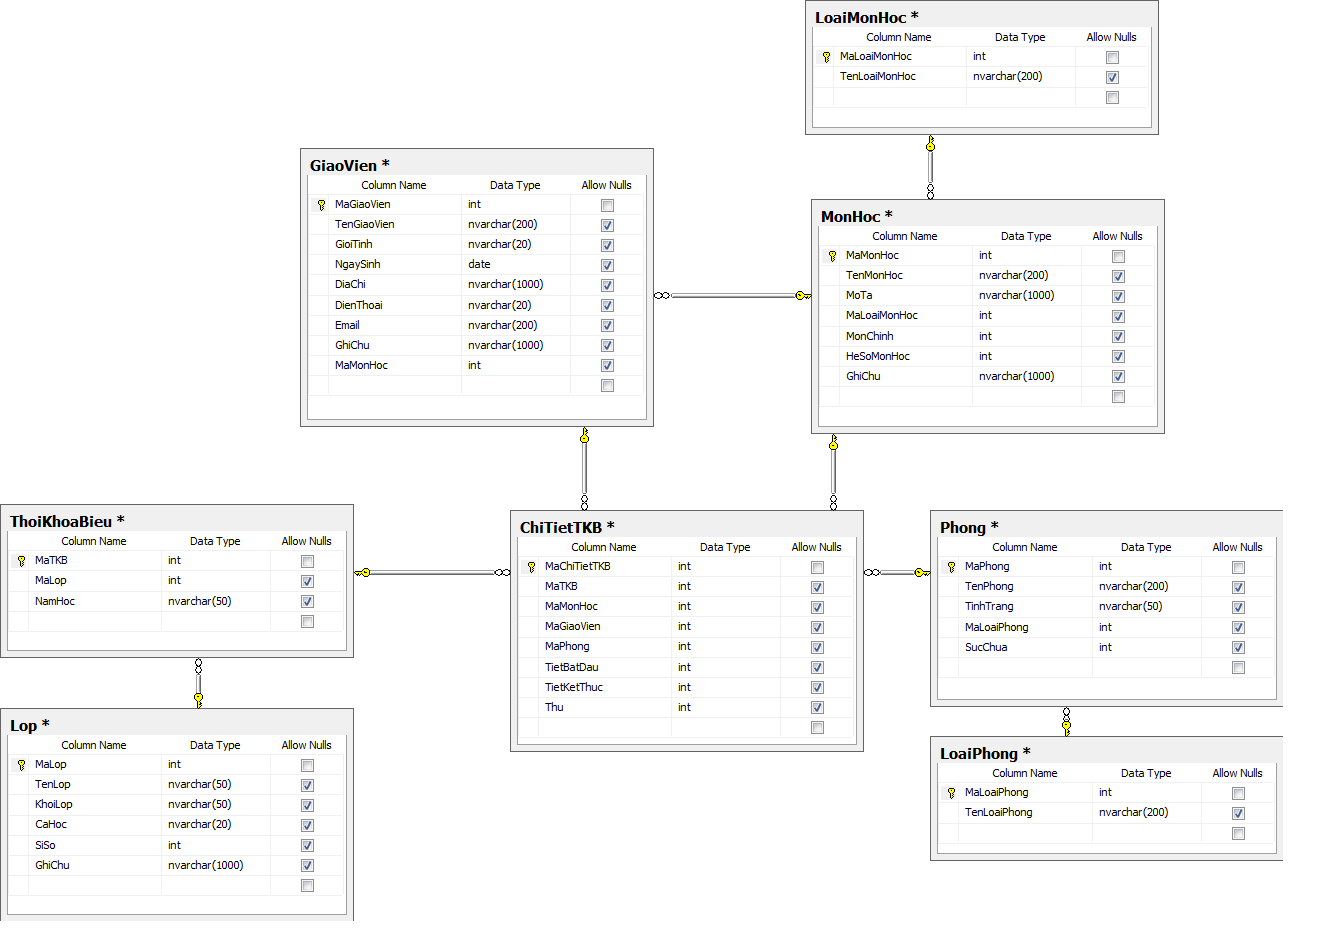 LoaiMonHoc *
Column Name Data Type Allow Nulls
MaLoaiMonHoc int
TenLoaiMonHoc nvarchar(200)
GiaoVien *
Column Name Data Type Allow Nulls
MaGiaoVien int
TenGiaoVien nvarchar(200)
GioiTinh nvarchar(20)
NgaySinh date
DiaChi nvarchar(1000)
DienThoai nvarchar(20)
Email nvarchar(200)
GhiChu nvarchar(1000)
MaMonHoc int
MonHoc *
Column Name Data Type Allow Nulls
MaMonHoc int
TenMonHoc nvarchar(200)
MoTa nvarchar(1000)
MaLoaiMonHoc int
MonChinh int
HeSoMonHoc int
GhiChu nvarchar(1000)
ThoiKhoaBieu *
Column Name Data Type Allow Nulls
MaTKB int
MaLop int
NamHoc nvarchar(50)
ChiTietTKB *
Column Name Data Type Allow Nulls
MaChiTietTKB int
MaTKB int
MaMonHoc int
MaGiaoVien int
MaPhong int
TietBatDau int
TietKetThuc int
Thu int
Phong *
Column Name Data Type Allow Nulls
MaPhong int
TenPhong nvarchar(200)
TinhTrang nvarchar(50)
MaLoaiPhong int
SucChua int
Lop *
Column Name Data Type Allow Nulls
MaLop int
TenLop nvarchar(50)
KhoiLop nvarchar(50)
CaHoc nvarchar(20)
SiSo int
GhiChu nvarchar(1000)
LoaiPhong *
Column Name Data Type Allow Nulls
MaLoaiPhong int
TenLoaiPhong nvarchar(200)